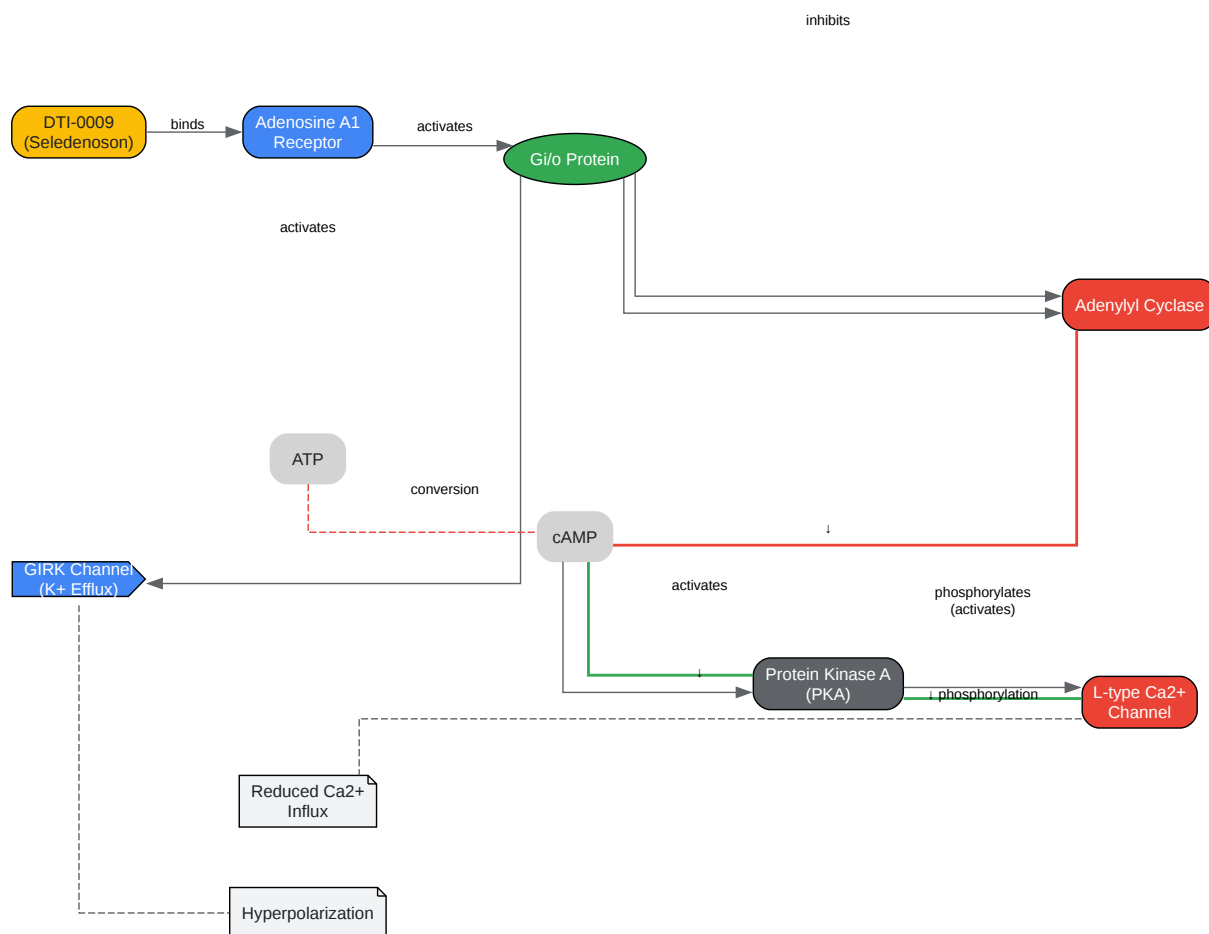 inhibits
DTI-0009
(Seledenoson)
binds
Adenosine A1
Receptor
activates
Gi/o Protein
activates
Adenylyl Cyclase
ATP
conversion
cAMP
↓
GIRK Channel
(K+ Efflux)
activates
phosphorylates
(activates)
↓
Protein Kinase A
(PKA)
↓ phosphorylation
L-type Ca2+
Channel
Reduced Ca2+
Influx
Hyperpolarization